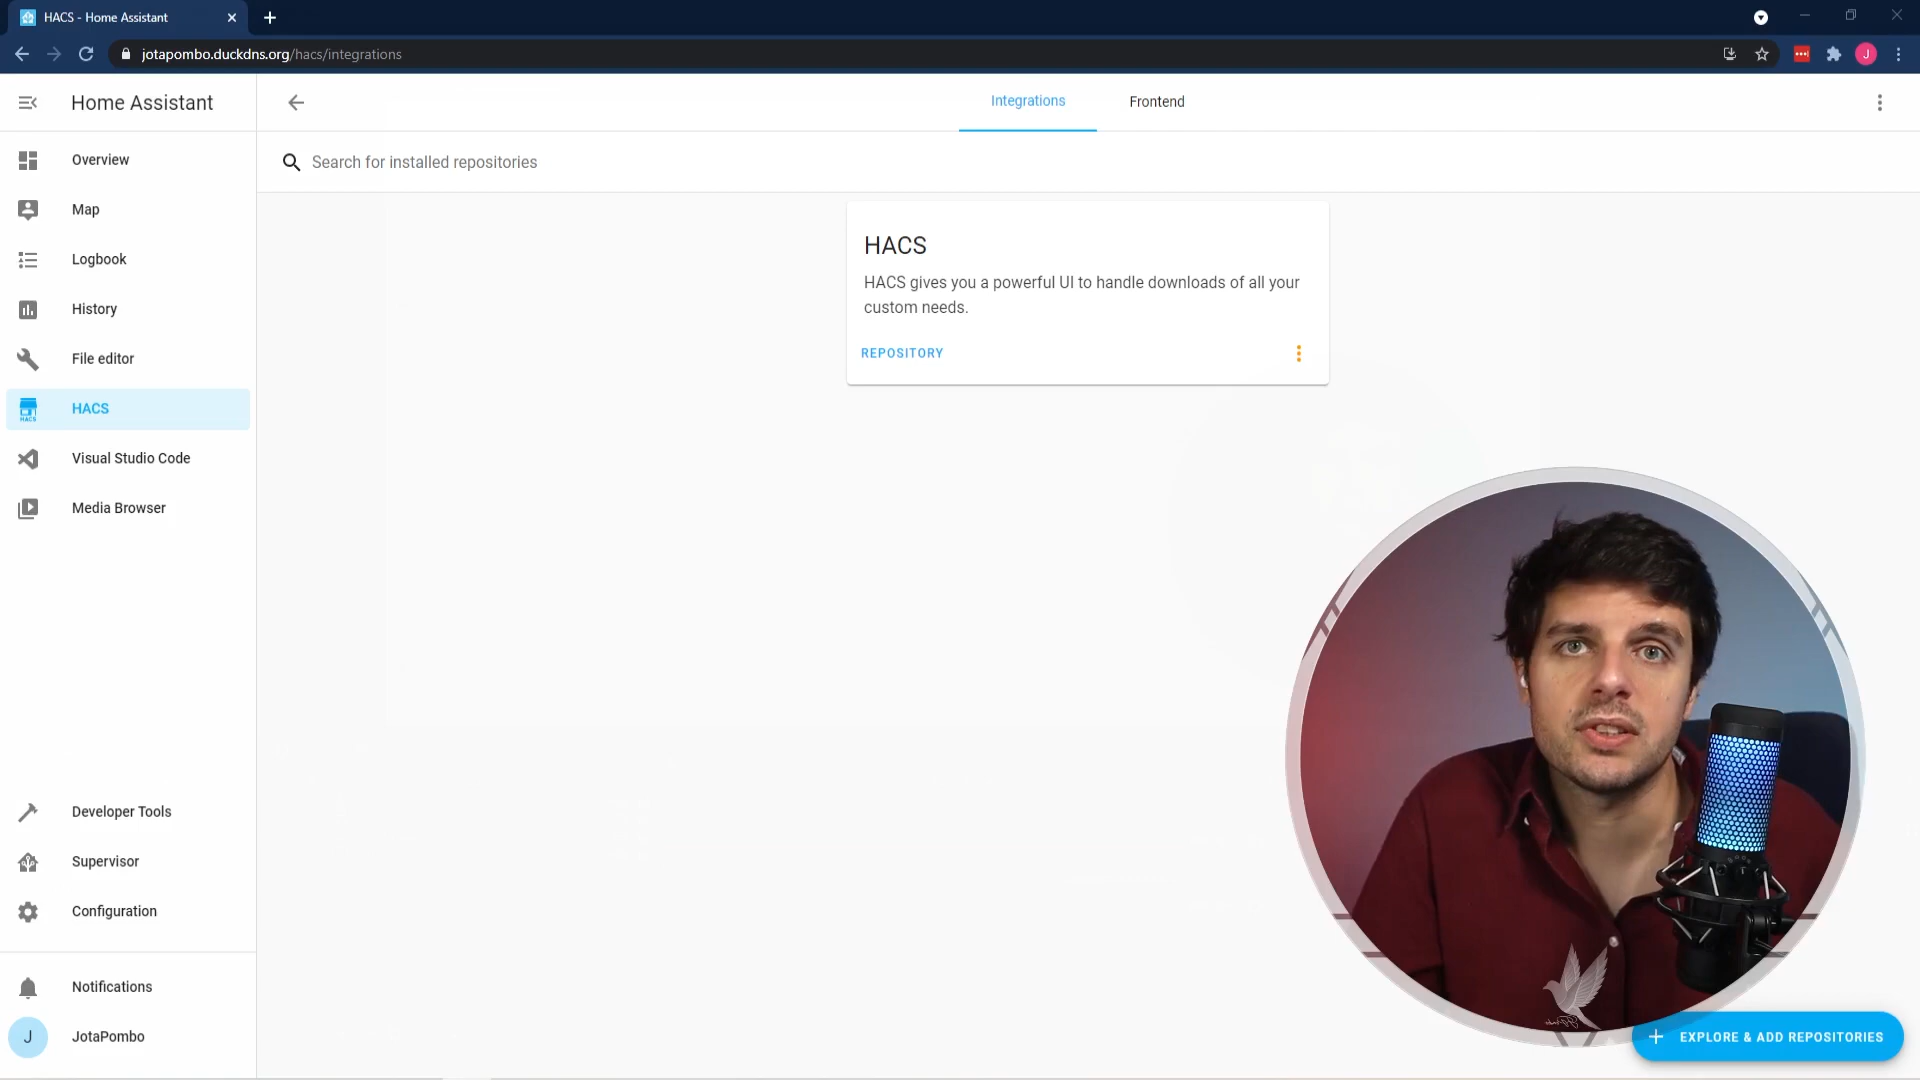 HACS - Home Assistant
jotapombo.duckdns.org/hacs/integrations
J
Home Assistant
Integrations
Frontend
Search for installed repositories
Overview
Map
Logbook
History
File editor
HACS
HACS
Visual Studio Code
Media Browser
HACS
HACS gives you a powerful UI to handle downloads of all your
custom needs.
REPOSITORY
Developer Tools
Supervisor
Configuration
Notifications
J
JotaPombo
EXPLORE & ADD REPOSITORIES